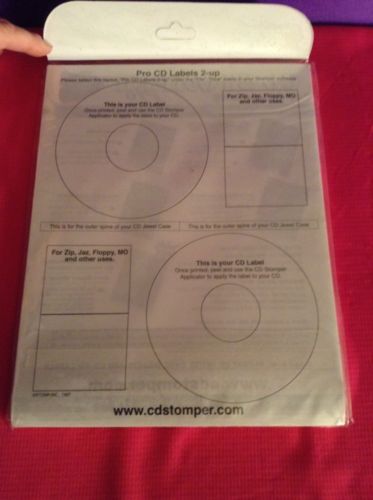 Pro CD Labels 2-up
This is your CD Label
Once printed, peel and use the CD Stomper
Applicator to apply the label to your CD.
For Zip, Jaz, Floppy, MO
and other uses.
This is for the outer spine of your CD Jewel Case
This is for the outer spine of your CD Jewel Case
For Zip, Jaz, Floppy, MO
and other uses.
This is your CD Label
Once printed, peel and use the CD Stomper
Applicator to apply the label to your CD.
www.cdstomper.com